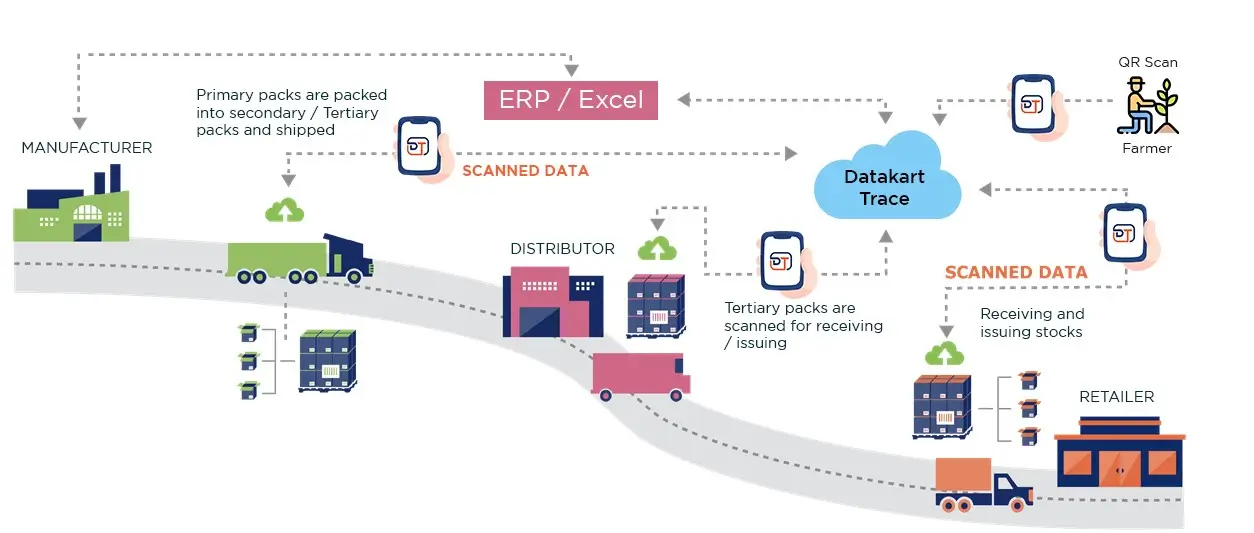 QR Scan
ERP / Excel
Primary packs are packed
into secondary / Tertiary
packs and shipped
MANUFACTURER
DT
DT
Farmer
SCANNED DATA
Datakart
Trace
DISTRIBUTOR
DT
DT
SCANNED DATA
Tertiary packs are
scanned for receiving
/ issuing
Receiving and
issuing stocks
RETAILER